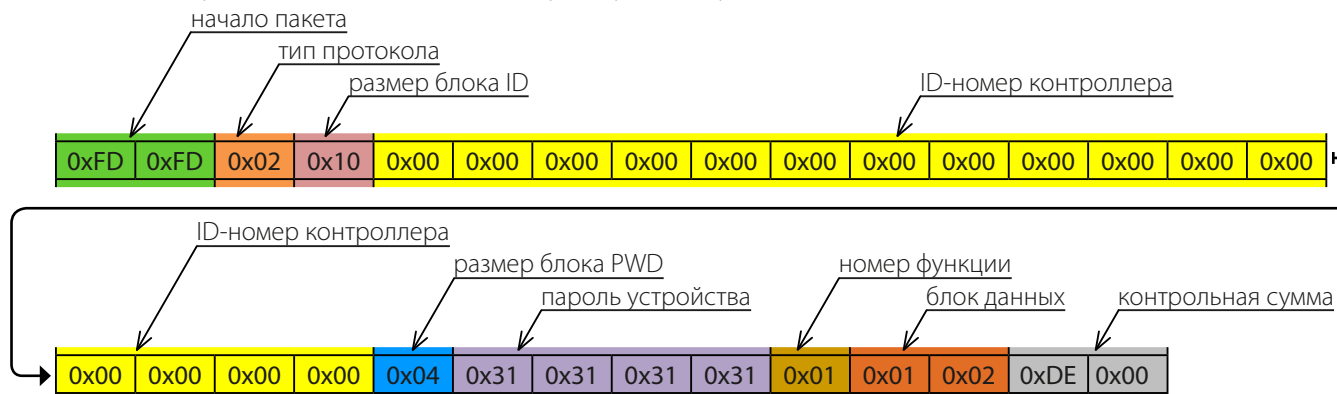 начало пакета
тип протокола
размер блока ID
ID-номер контроллера
0xFD 0xFD 0x02 0x10 0x00 0x00 0x00 0x00 0x00 0x00 0x00 0x00 0x00 0x00 0x00 0x00
ID-номер контроллера
размер блока PWD
номер функции
пароль устройства
блок данных
контрольная сумма
0x00 0x00 0x00 0x00 0x04 0x31 0x31 0x31 0x31 0x01 0x01 0x02 0xDE 0x00